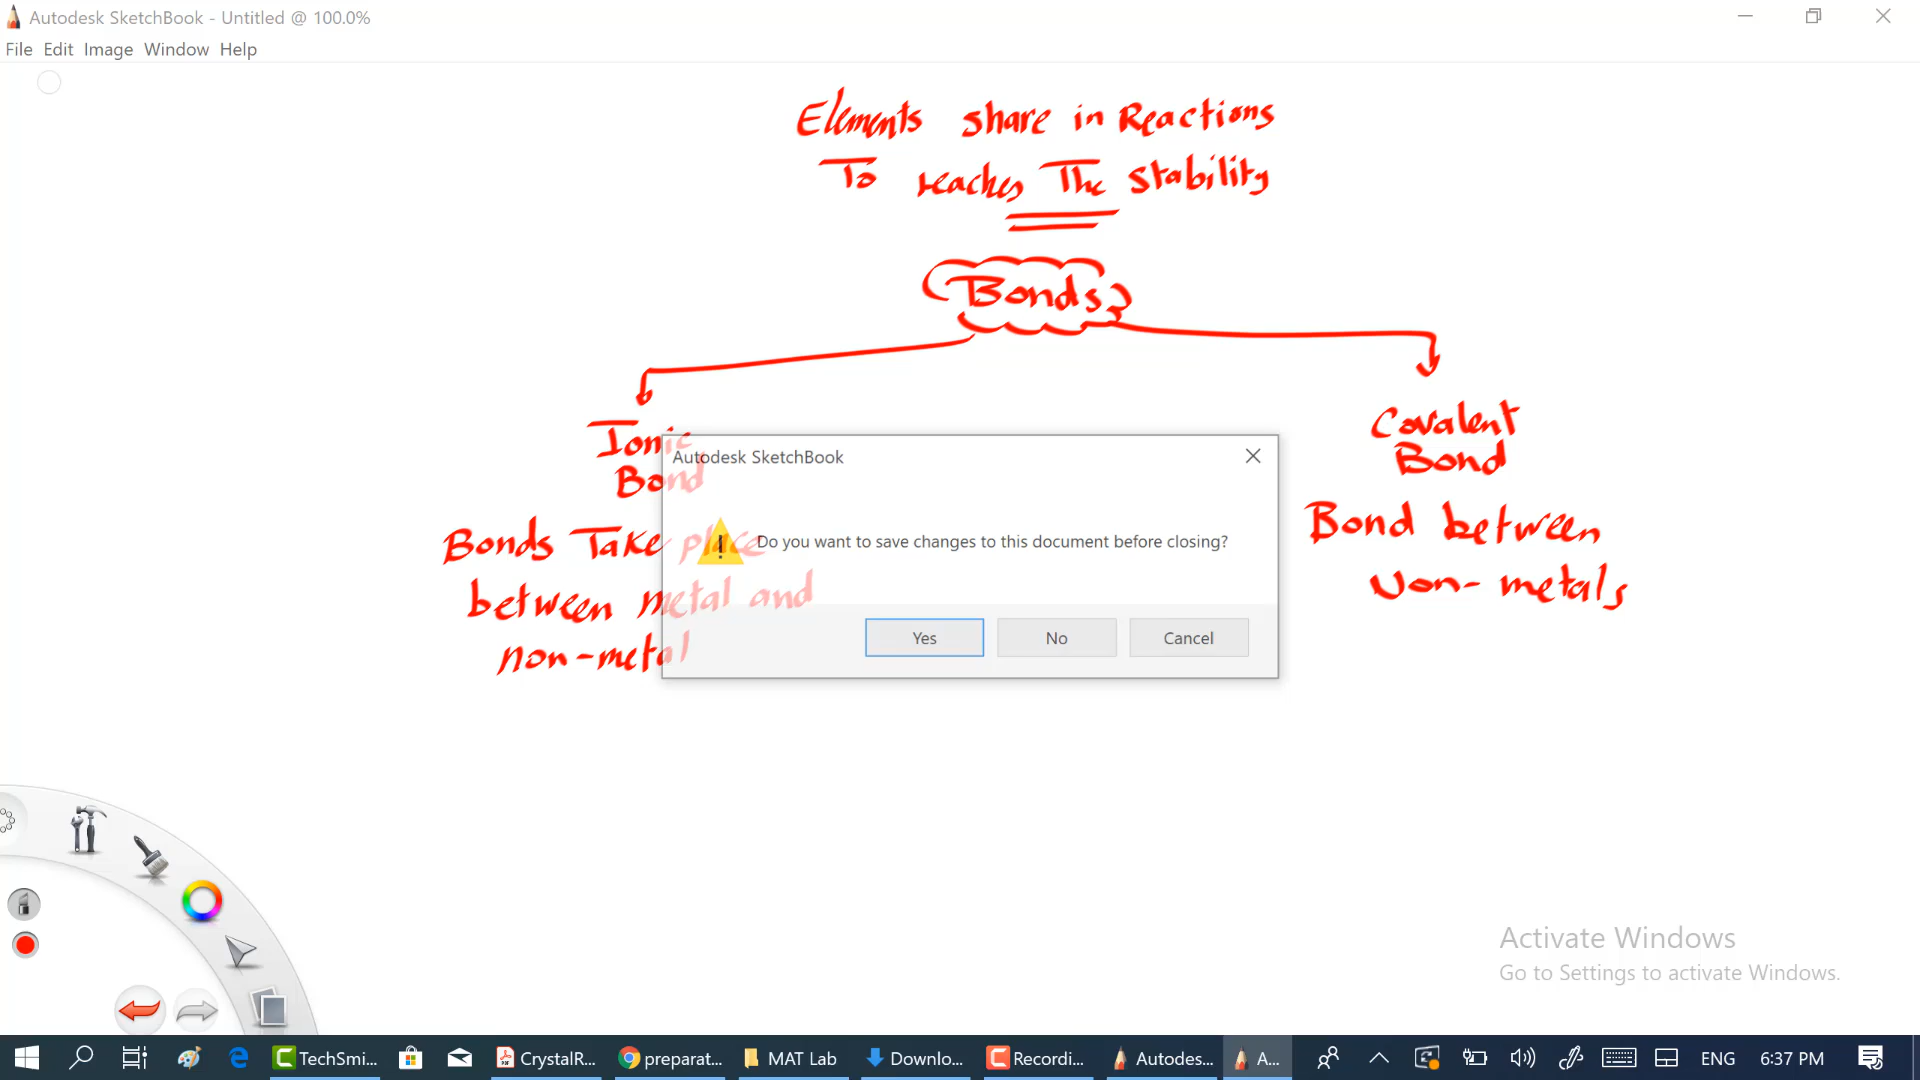 Autodesk SketchBook - Untitled @ 100.0%
File Edit Image Window Help
Elements share in Reactions
To reaches The stability
Bonds
Ionic
Bond
Bonds Take place
between metal and
non-metal
Covalent
Bond
Bond between
Non-metals
Autodesk SketchBook
Do you want to save changes to this document before closing?
Yes No Cancel
Activate Windows
Go to Settings to activate Windows.
TechSmi... CrystalR... preparat... MAT Lab Downlo... Recordi... Autodes... A... ENG 6:37 PM